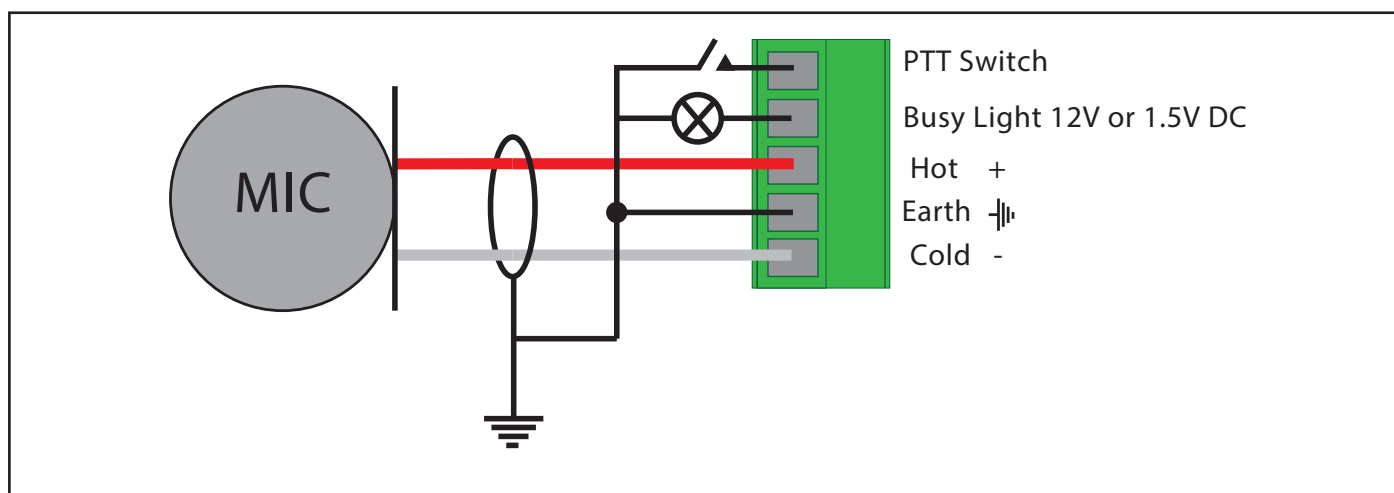 MIC
PTT Switch
Busy Light 12V or 1.5V DC
Hot +
Earth
Cold -